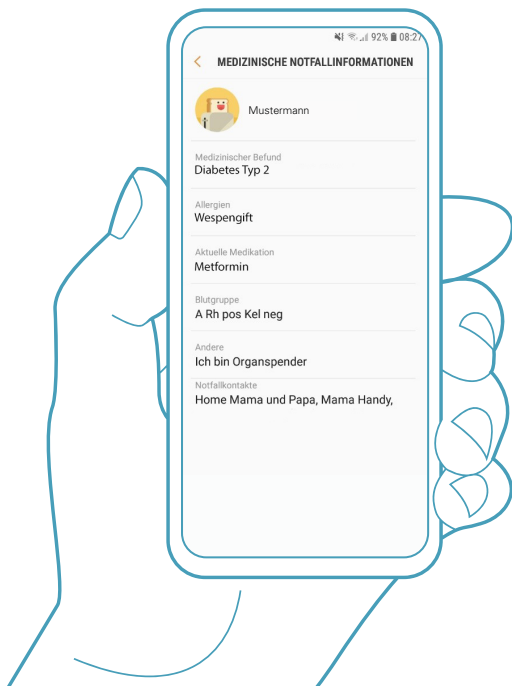 92% 08:27
MEDIZINISCHE NOTFALLINFORMATIONEN
Mustermann
Medizinischer Befund
Diabetes Typ 2
Allergien
Wespengift
Aktuelle Medikation
Metformin
Blutgruppe
A Rh pos Kel neg
Andere
Ich bin Organspender
Notfallkontakte
Home Mama und Papa, Mama Handy,